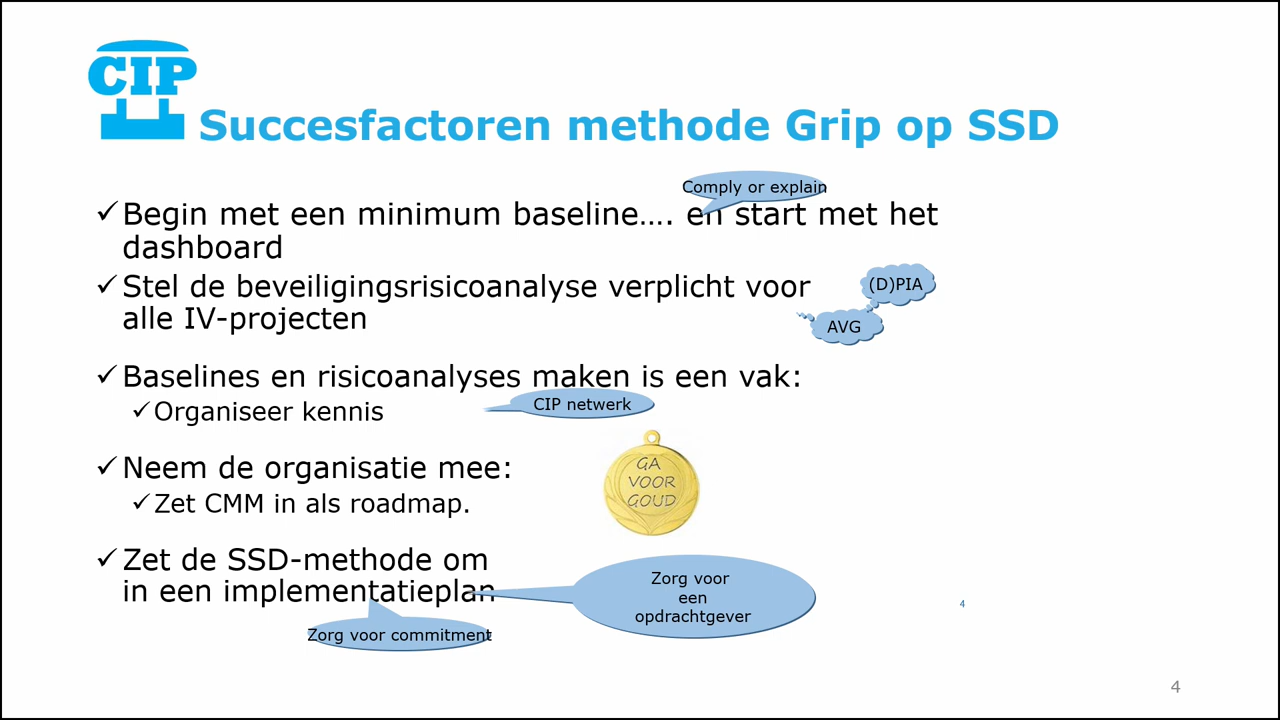 CIP
Succesfactoren methode Grip op SSD
Comply or explain
✓Begin met een minimum baseline…. en start met het
dashboard
✓Stel de beveiligingsrisicoanalyse verplicht voor
alle IV-projecten
(D)PIA
AVG
✓Baselines en risicoanalyses maken is een vak:
✓Organiseer kennis
CIP netwerk
✓Neem de organisatie mee:
✓Zet CMM in als roadmap.
GA
VOOR
GOUD
✓Zet de SSD-methode om
in een implementatieplan
Zorg voor
een
opdrachtgever
Zorg voor commitment
4
4